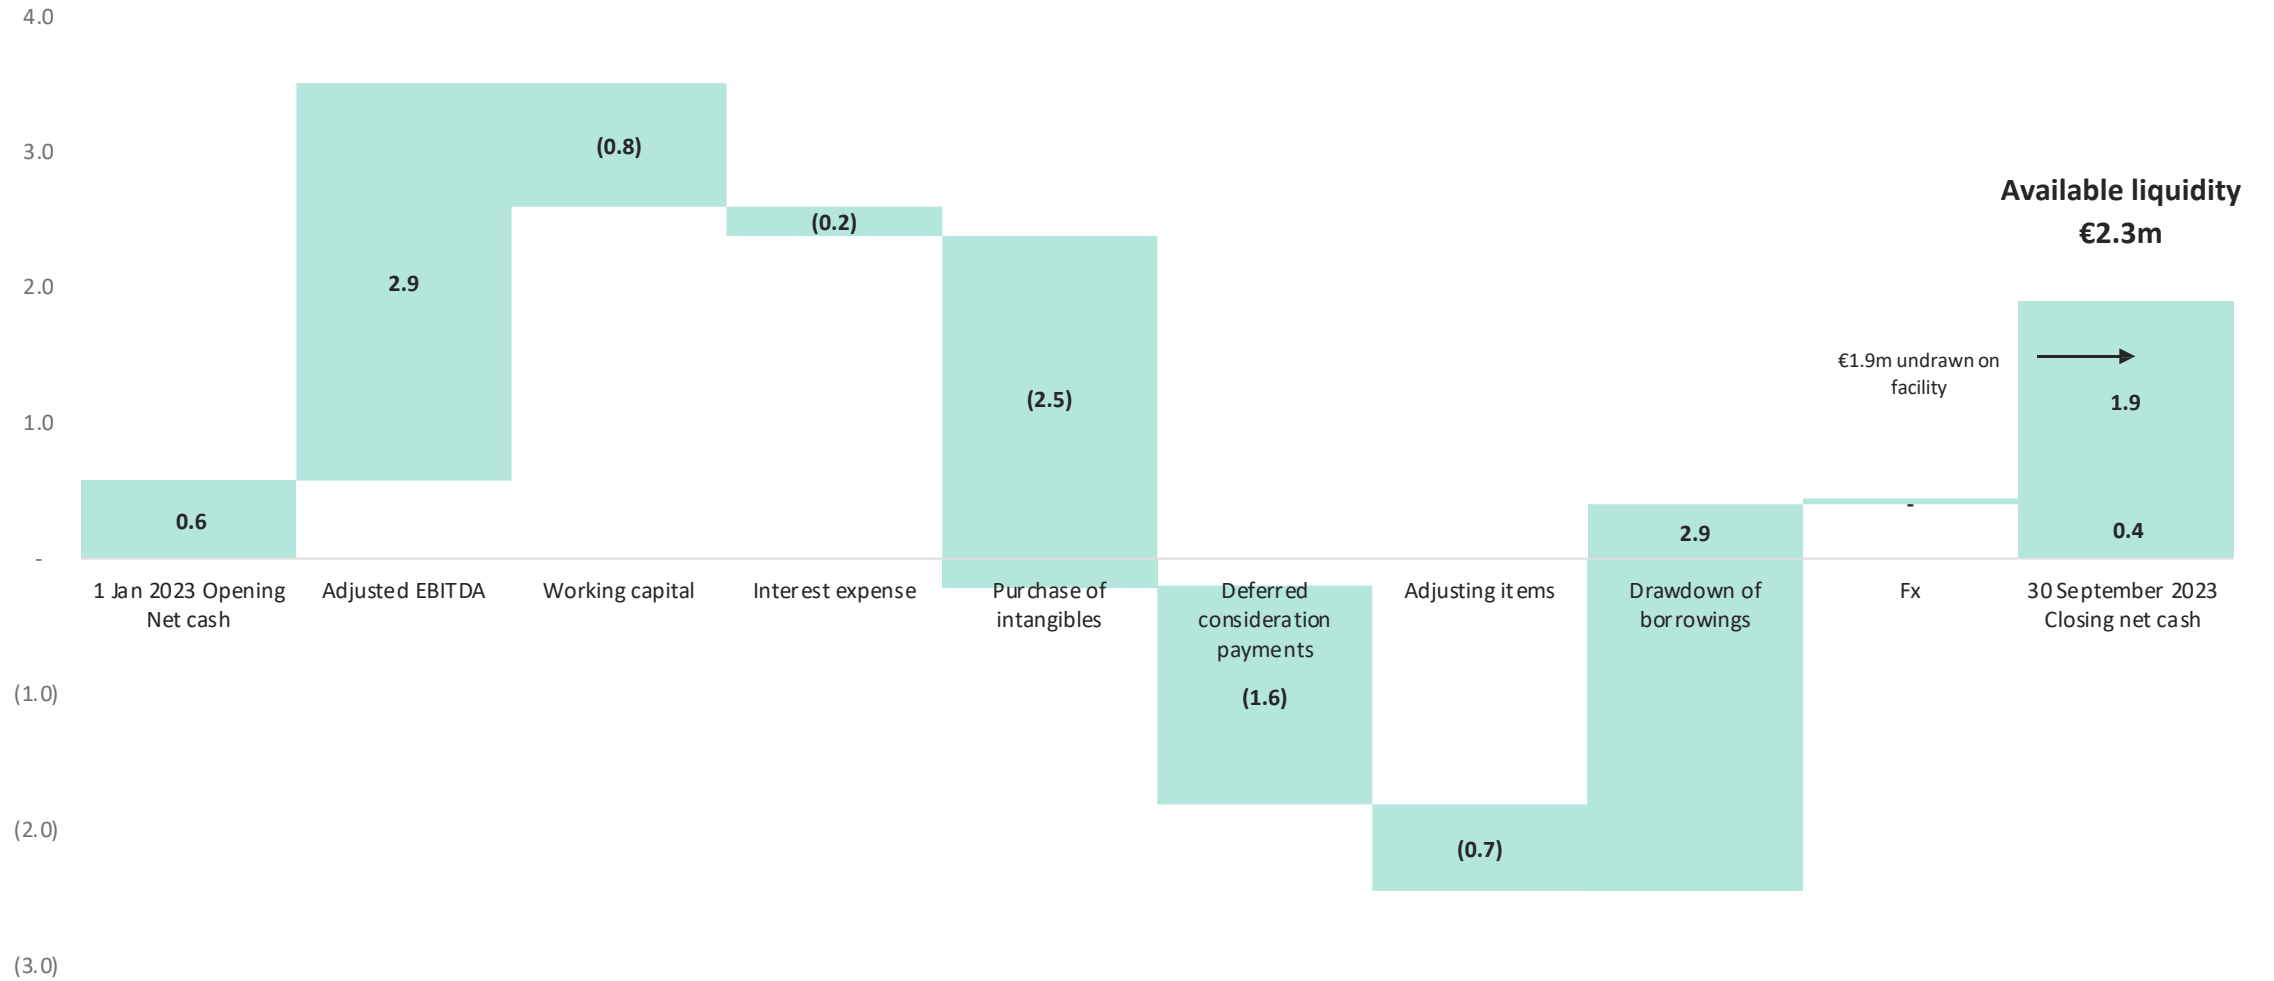 4.0
3.0
2.0
1.0
-
(1.0)
(2.0)
(3.0)
0.6
2.9
(0.8)
(0.2)
(2.5)
(1.6)
(0.7)
2.9
-
1.9
0.4
Available liquidity
€2.3m
€1.9m undrawn on
facility
1 Jan 2023 Opening
Net cash
Adjusted EBITDA
Working capital
Interest expense
Purchase of
intangibles
Deferred
consideration
payments
Adjusting items
Drawdown of
borrowings
Fx
30 September 2023
Closing net cash